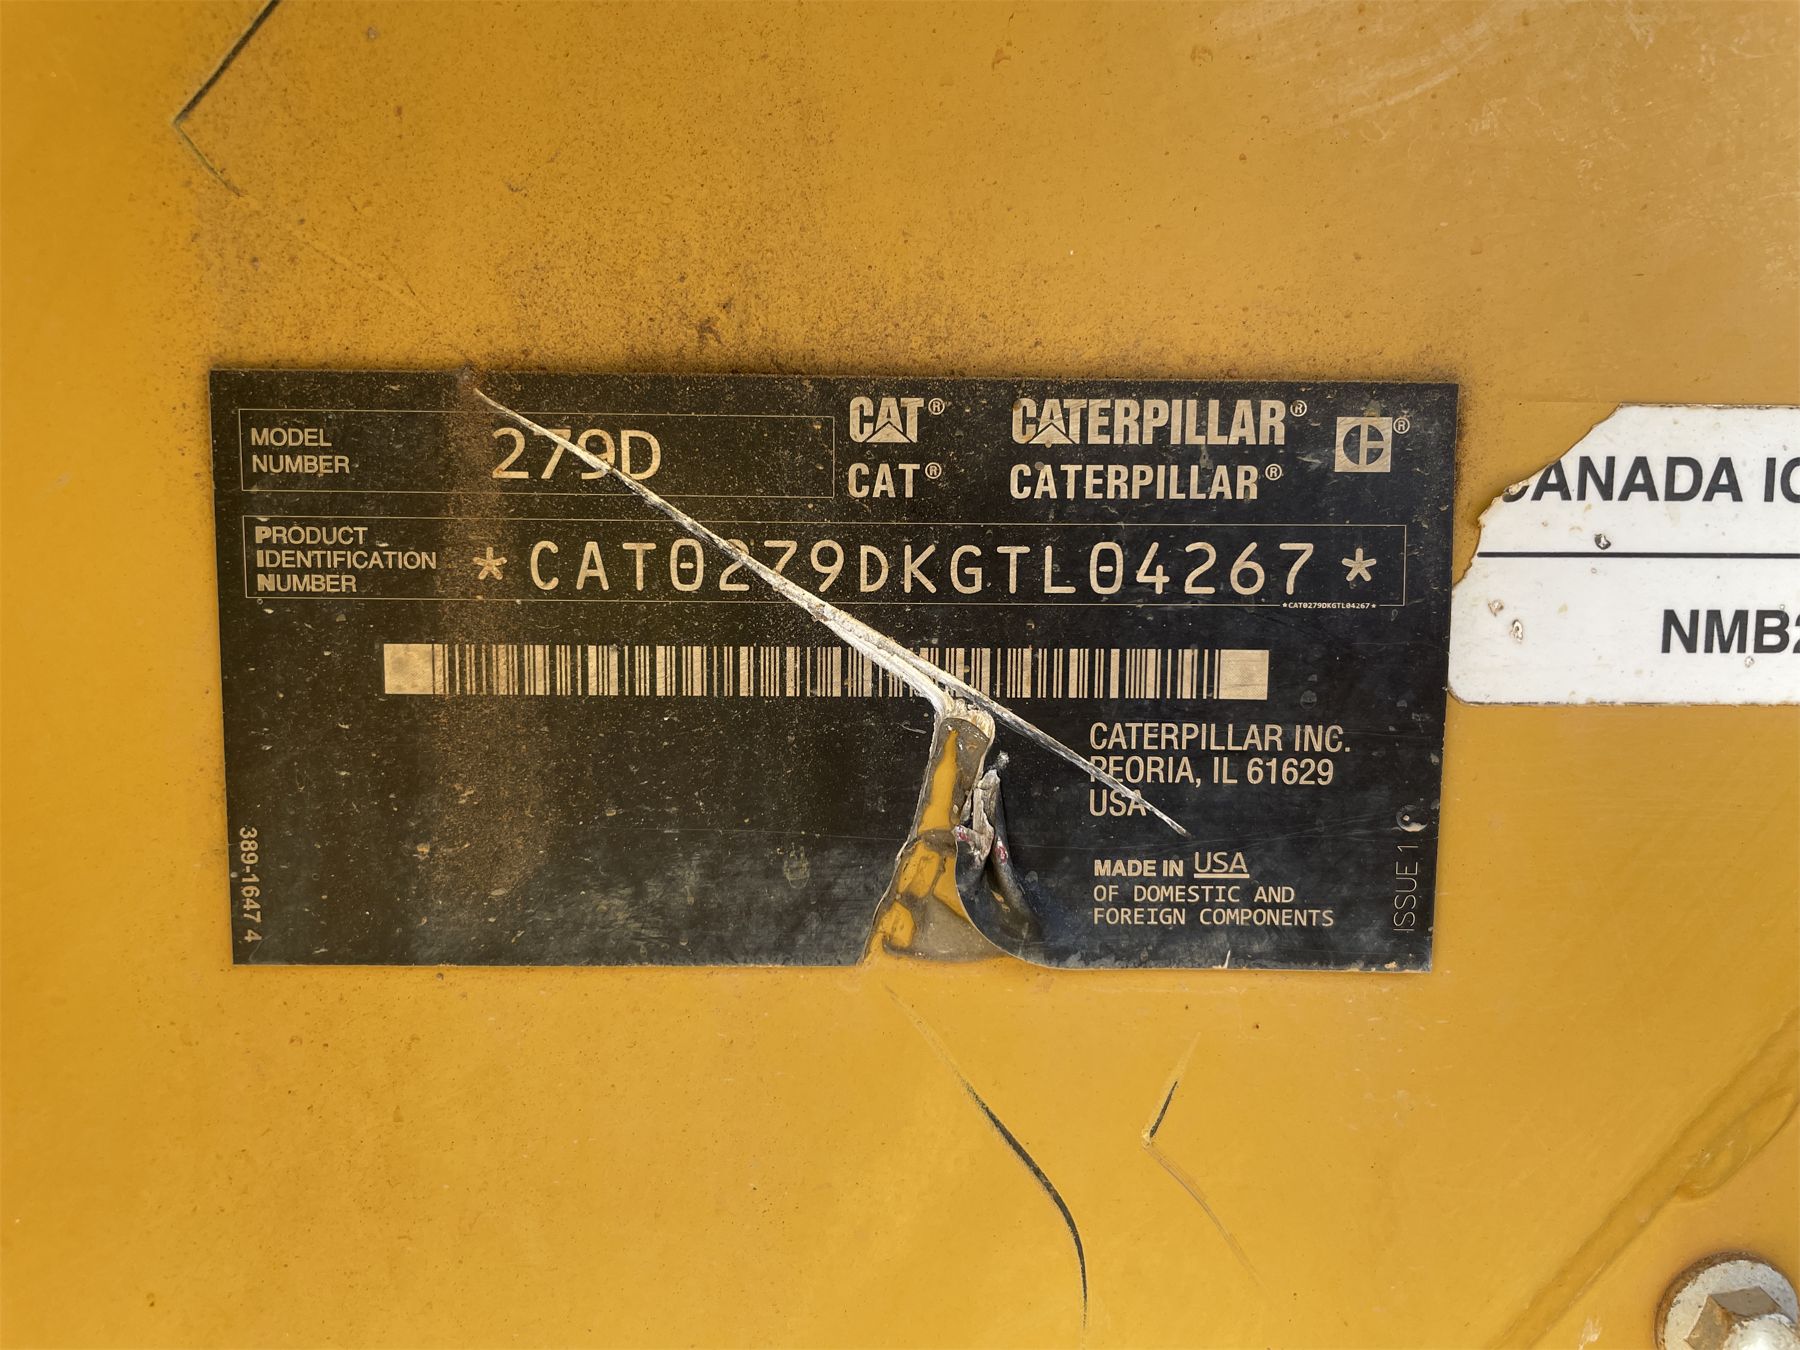 MODEL
NUMBER
279D
CAT® CATERPILLAR® ®
CAT® CATERPILLAR®
PRODUCT
IDENTIFICATION
NUMBER
*CAT0279DKGTL04267*
*CAT0279DKGTL04267*
CATERPILLAR INC.
PEORIA, IL 61629
USA
MADE IN USA
OF DOMESTIC AND
FOREIGN COMPONENTS
389-1647 4
ISSUE 1
CANADA IC
NMB2